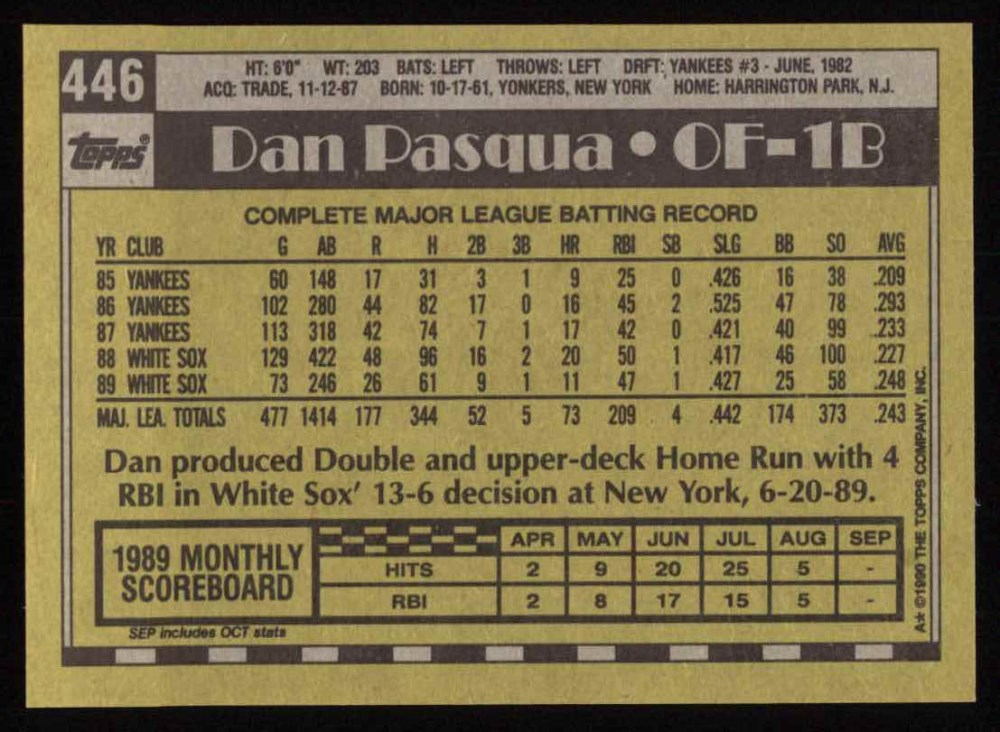 446
HT: 6'0" WT: 203 BATS: LEFT THROWS: LEFT DRFT: YANKEES #3 - JUNE, 1982
ACQ: TRADE, 11-12-87 BORN: 10-17-61, YONKERS, NEW YORK HOME: HARRINGTON PARK, N.J.
Topps®
Dan Pasqua • OF-1B
COMPLETE MAJOR LEAGUE BATTING RECORD
YR CLUB G AB R H 2B 3B HR RBI SB SLG BB SO AVG
85 YANKEES 60 148 17 31 3 1 9 25 0 .426 16 38 .209
86 YANKEES 102 280 44 82 17 0 16 45 2 .525 47 78 .293
87 YANKEES 113 318 42 74 7 1 17 42 0 .421 40 99 .233
88 WHITE SOX 129 422 48 96 16 2 20 50 1 .417 46 100 .227
89 WHITE SOX 73 246 26 61 9 1 11 47 1 .427 25 58 .248
MAJ. LEA. TOTALS 477 1414 177 344 52 5 73 209 4 .442 174 373 .243
Dan produced Double and upper-deck Home Run with 4
RBI in White Sox' 13-6 decision at New York, 6-20-89.
1989 MONTHLY
SCOREBOARD
APR MAY JUN JUL AUG SEP
HITS 2 9 20 25 5 -
RBI 2 8 17 15 5 -
SEP includes OCT stats
A* ©1990 THE TOPPS COMPANY, INC.